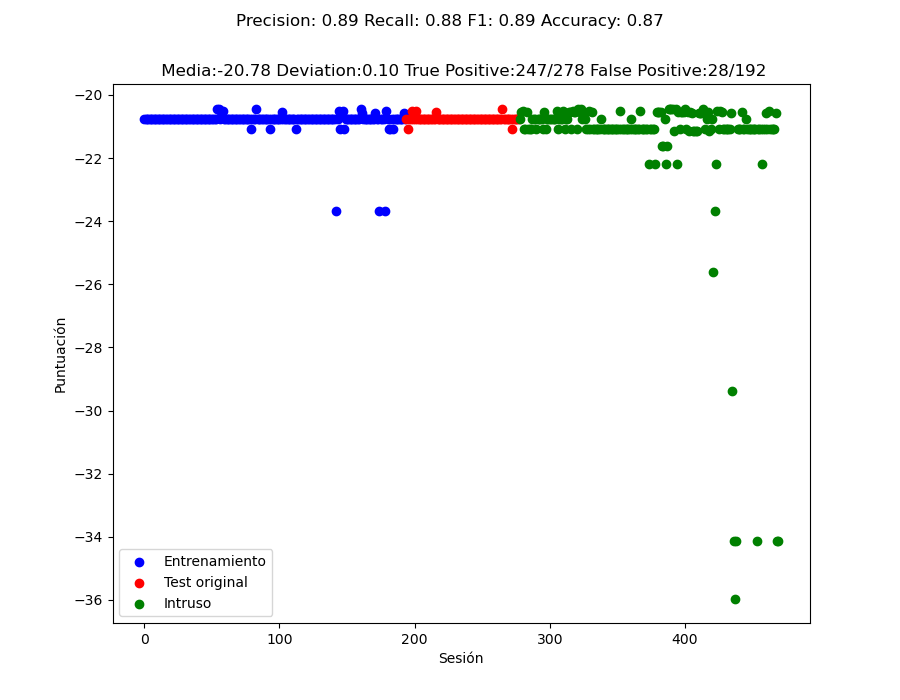 Precision: 0.89 Recall: 0.88 F1: 0.89 Accuracy: 0.87
Media:-20.78 Deviation:0.10 True Positive:247/278 False Positive:28/192
−20
−22
−24
−26
−28
−30
−32
−34
−36
Puntuación
Entrenamiento
Test original
Intruso
0
100
200
300
400
Sesión